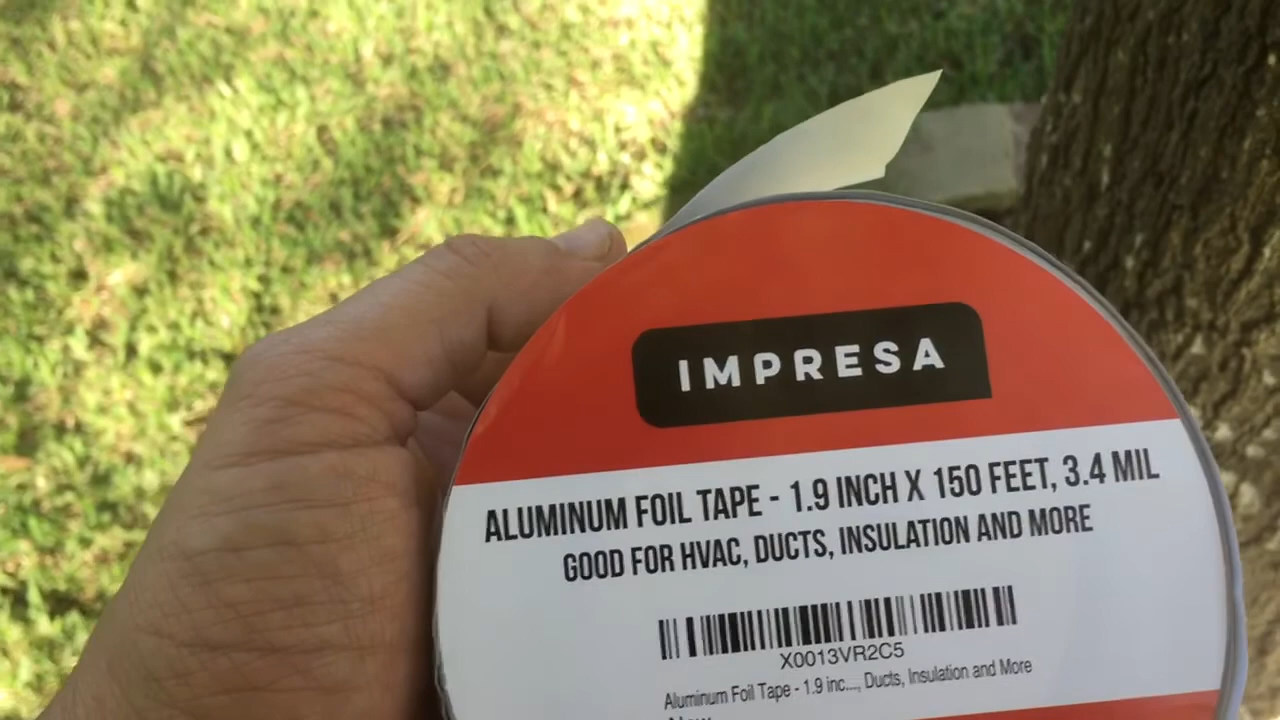 IMPRESA
ALUMINUM FOIL TAPE - 1.9 INCH X 150 FEET, 3.4 MIL
GOOD FOR HVAC, DUCTS, INSULATION AND MORE
X0013VR2C5
Aluminum Foil Tape - 1.9 inc..., Ducts, Insulation and More